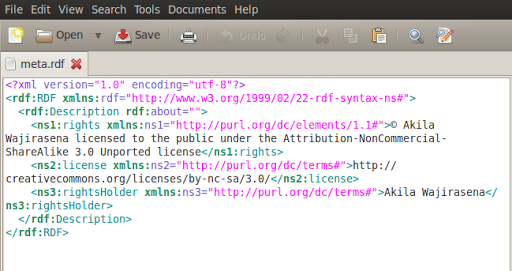 File Edit View Search Tools Documents Help
Open Save Undo
meta.rdf
<?xml version="1.0" encoding="utf-8"?>
<rdf:RDF xmlns:rdf="http://www.w3.org/1999/02/22-rdf-syntax-ns#">
  <rdf:Description rdf:about="">
    <ns1:rights xmlns:ns1="http://purl.org/dc/elements/1.1#">© Akila
Wajirasena licensed to the public under the Attribution-NonCommercial-
ShareAlike 3.0 Unported license</ns1:rights>
    <ns2:license xmlns:ns2="http://purl.org/dc/terms#">http://
creativecommons.org/licenses/by-nc-sa/3.0/</ns2:license>
    <ns3:rightsHolder xmlns:ns3="http://purl.org/dc/terms#">Akila Wajirasena</
ns3:rightsHolder>
  </rdf:Description>
</rdf:RDF>